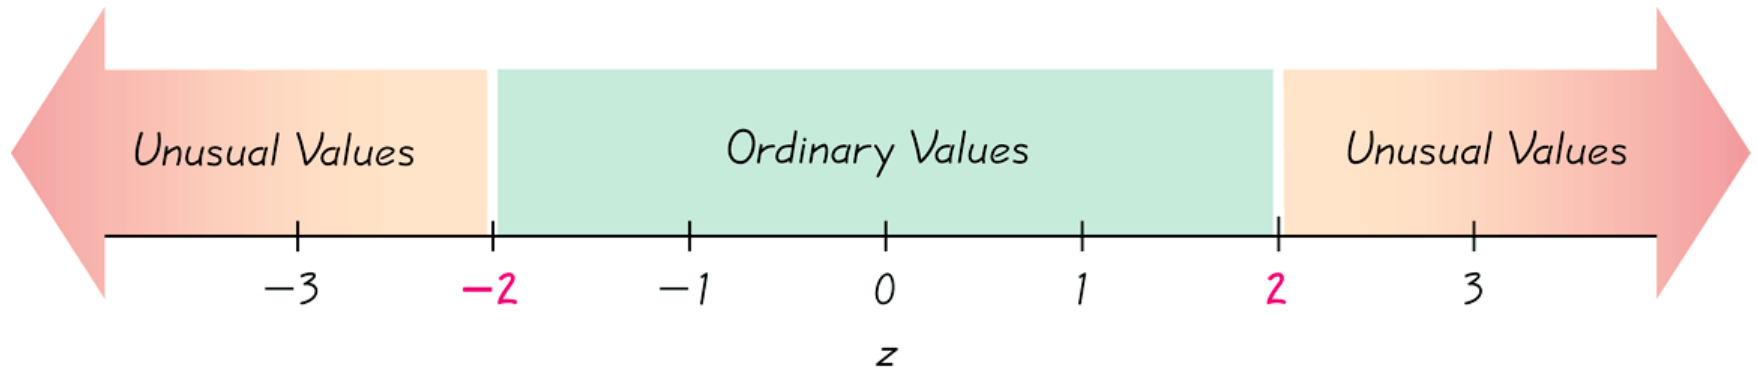 Unusual Values Ordinary Values Unusual Values
−3 −2 −1 0 1 2 3
z